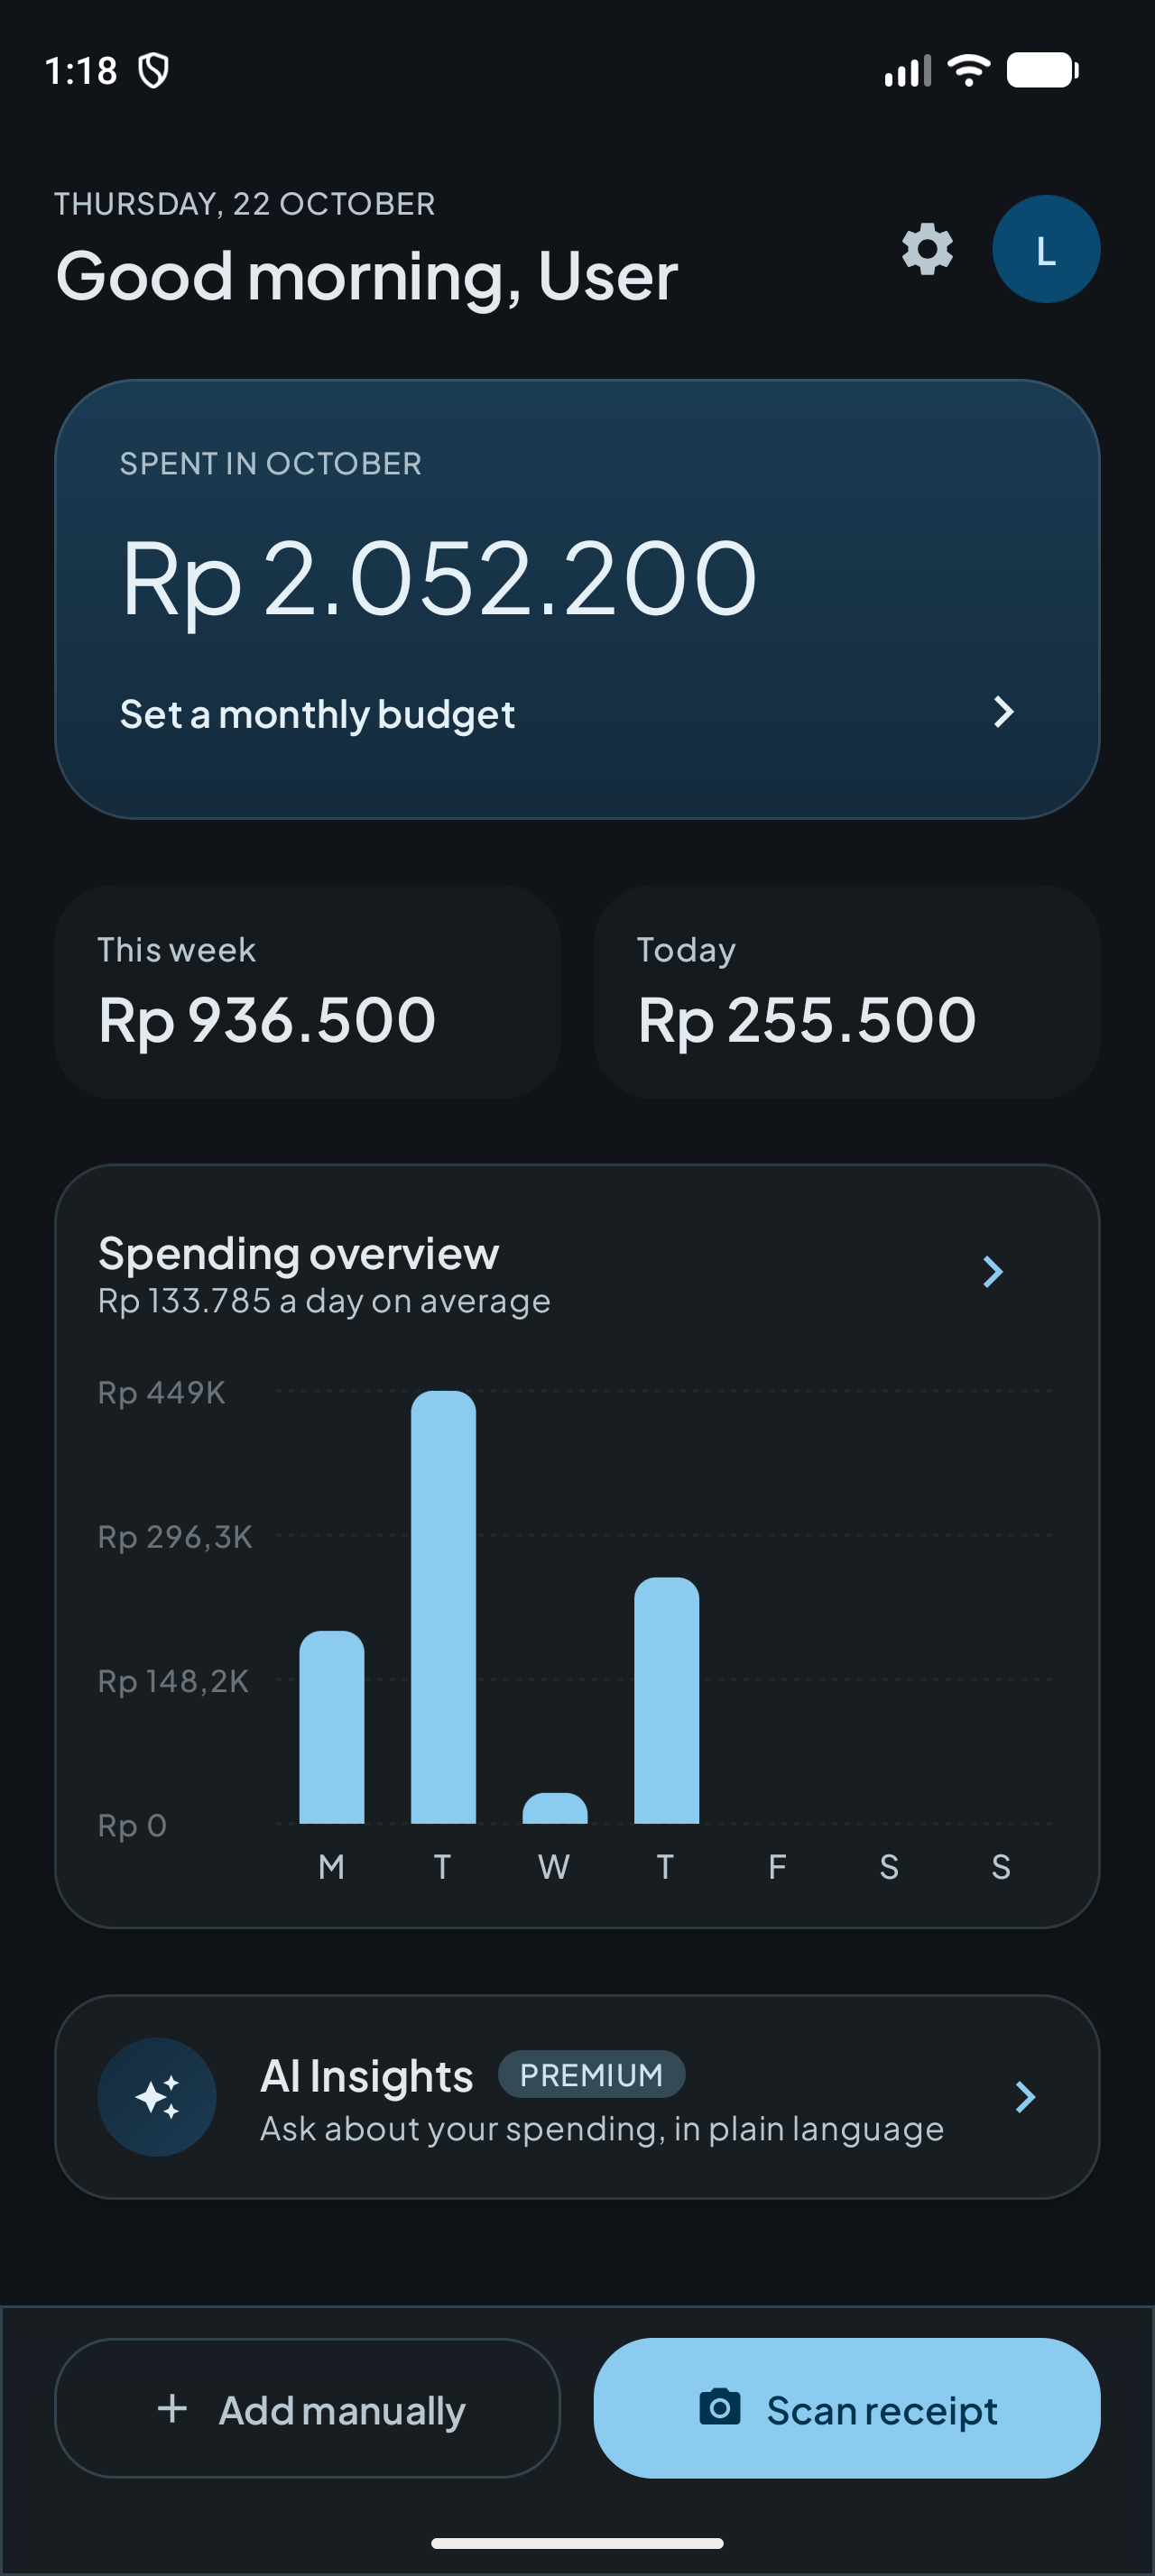 1:18
THURSDAY, 22 OCTOBER
Good morning, User
L
SPENT IN OCTOBER
Rp 2.052.200
Set a monthly budget
This week
Rp 936.500
Today
Rp 255.500
Spending overview
Rp 133.785 a day on average
Rp 449K
Rp 296,3K
Rp 148,2K
Rp 0
M T W T F S S
AI Insights PREMIUM
Ask about your spending, in plain language
Add manually
Scan receipt